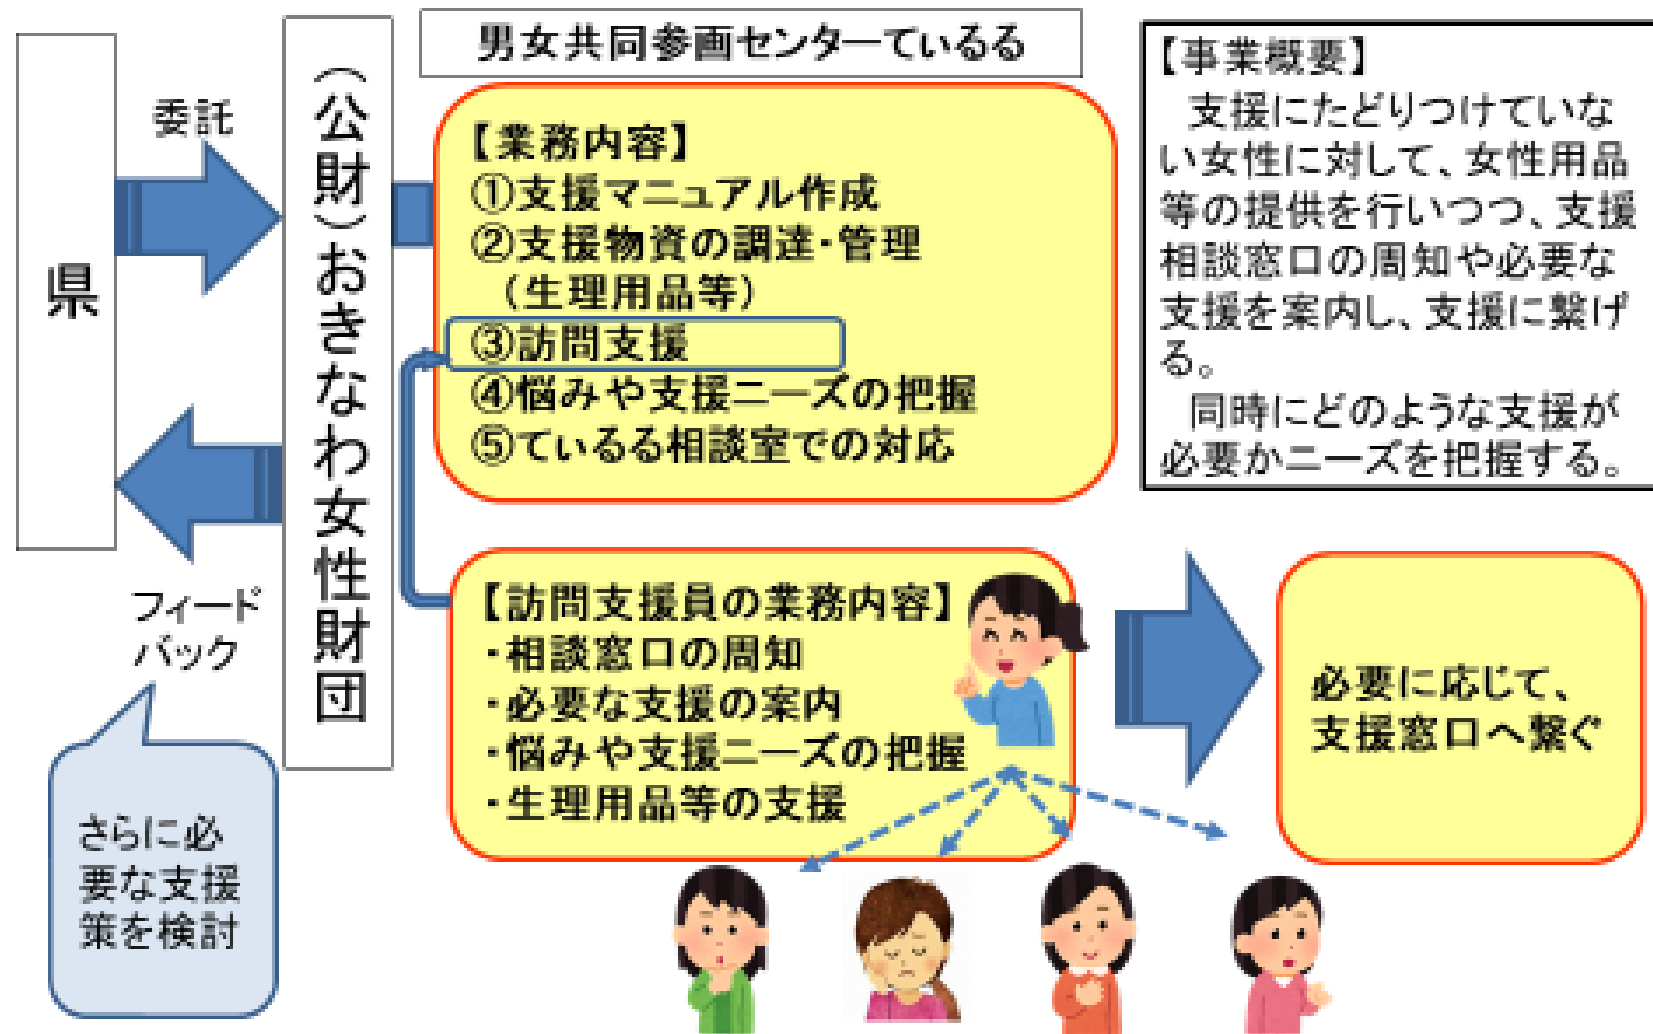 県
委託
フィード
バック
さらに必
要な支援
策を検討
（公財）おきなわ女性財団
男女共同参画センターているる
【業務内容】
①支援マニュアル作成
②支援物資の調達・管理
（生理用品等）
③訪問支援
④悩みや支援ニーズの把握
⑤ているる相談室での対応
【事業概要】
支援にたどりつけていな
い女性に対して、女性用品
等の提供を行いつつ、支援
相談窓口の周知や必要な
支援を案内し、支援に繋げ
る。
同時にどのような支援が
必要かニーズを把握する。
【訪問支援員の業務内容】
・相談窓口の周知
・必要な支援の案内
・悩みや支援ニーズの把握
・生理用品等の支援
必要に応じて、
支援窓口へ繋ぐ